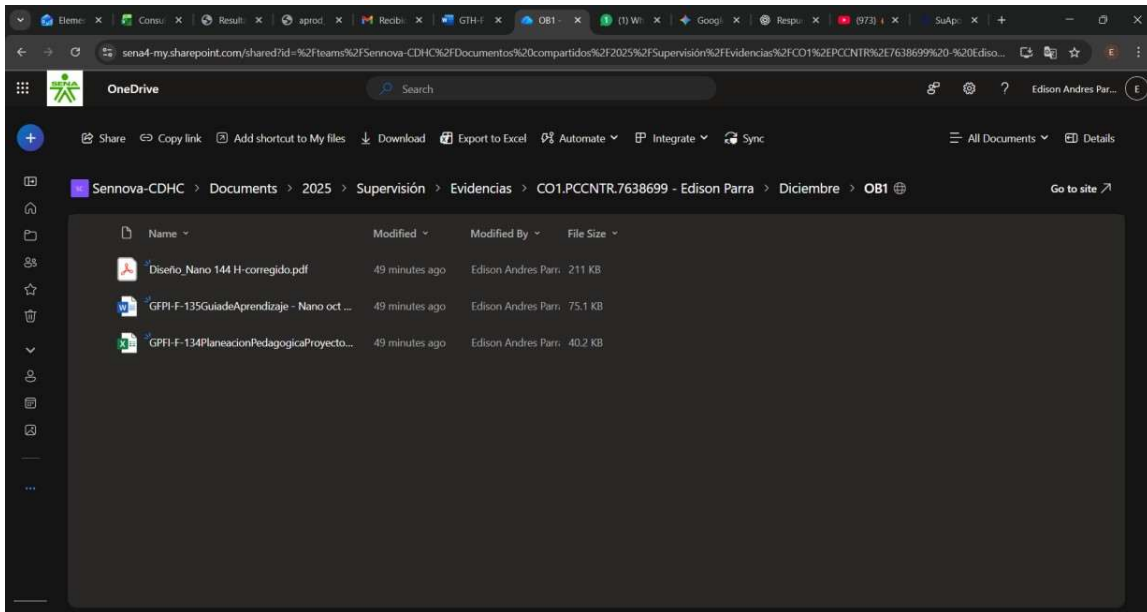 Elemen
Consul
Result
aprod_
Recibi
GTH-F
OB1 -
(1) Wh
Googl
Respu
(973)
SuApo
sena4-my.sharepoint.com/shared?id=%2Fteams%2FSennova-CDHC%2FDocumentos%20compartidos%2F2025%2FSupervisión%2FEvidencias%2FCO1%2EPCCNTR%2E7638699%20-%20Ediso...
E
SENA
OneDrive
Search
Edison Andres Par...
E
Share
Copy link
Add shortcut to My files
Download
Export to Excel
Automate
Integrate
Sync
All Documents
Details
Sennova-CDHC > Documents > 2025 > Supervisión > Evidencias > CO1.PCCNTR.7638699 - Edison Parra > Diciembre > OB1
Go to site
Name Modified Modified By File Size
Diseño_Nano 144 H-corregido.pdf 49 minutes ago Edison Andres Parr 211 KB
GFPI-F-135GuiadeAprendizaje - Nano oct ... 49 minutes ago Edison Andres Parr 75.1 KB
GPFI-F-134PlaneacionPedagogicaProyecto... 49 minutes ago Edison Andres Parr 40.2 KB